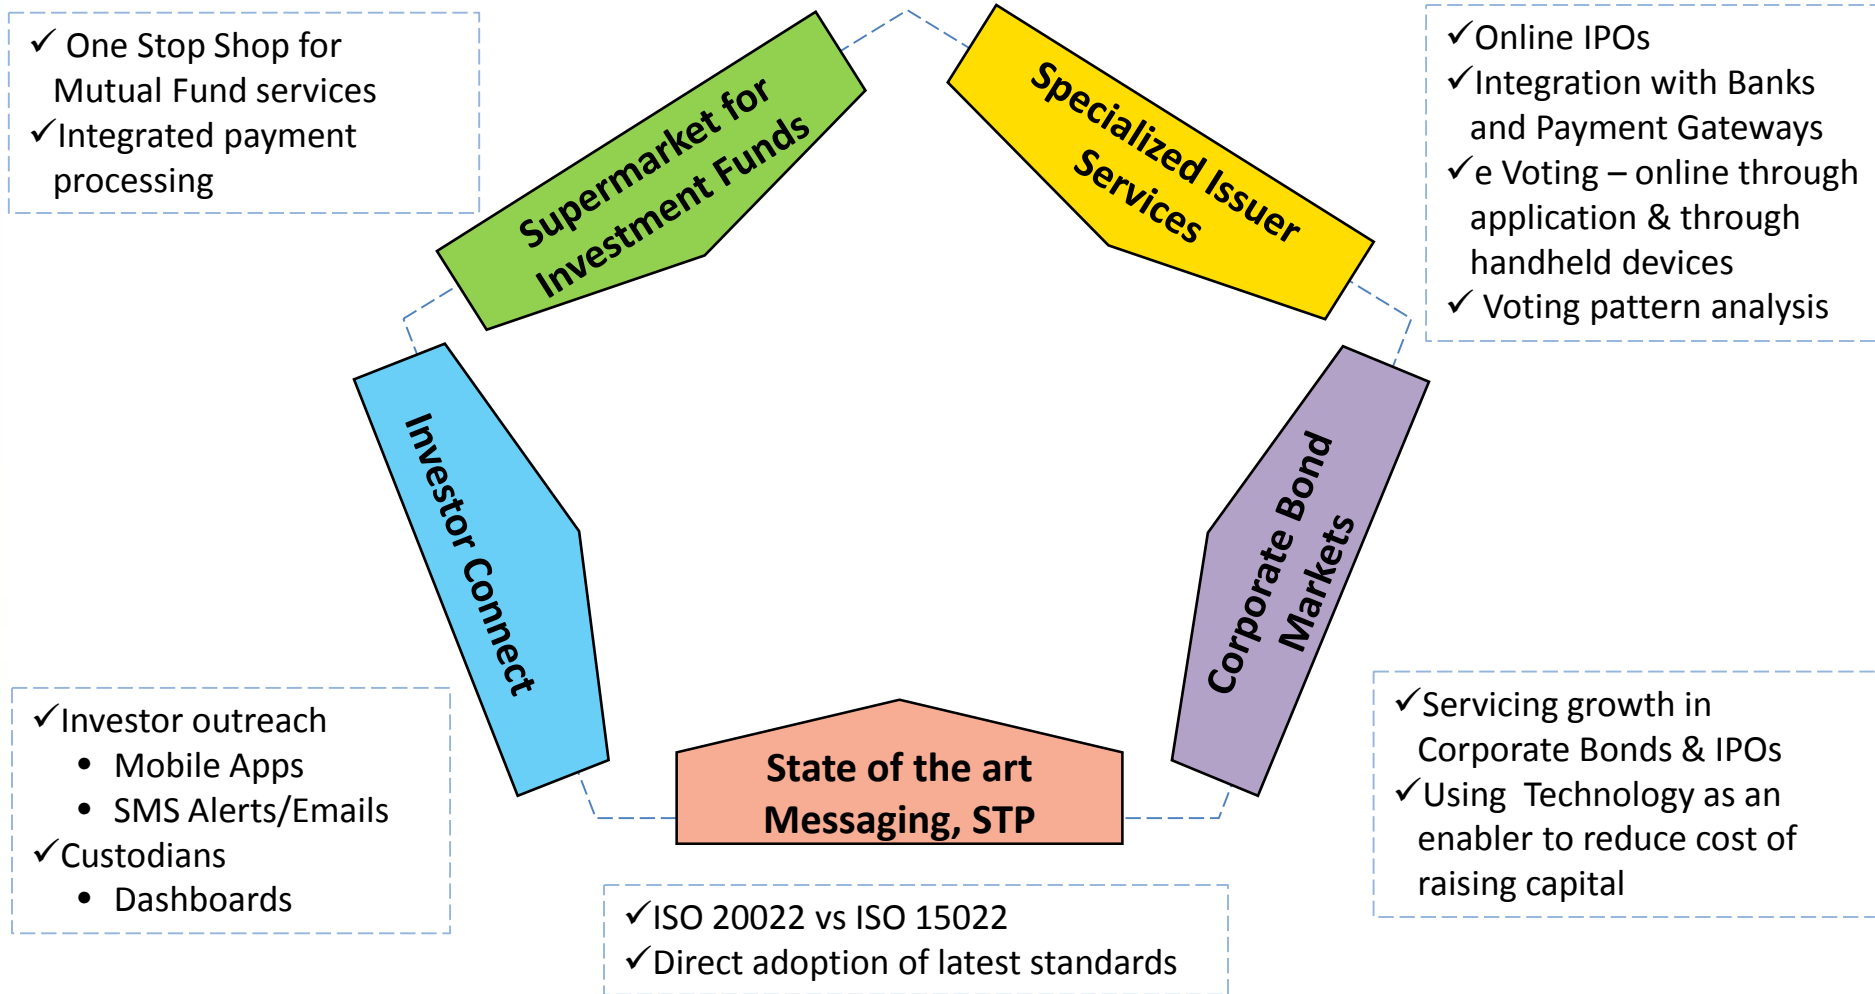 ✓ One Stop Shop for
Mutual Fund services
✓Integrated payment
processing
Supermarket for
Investment Funds
Specialized Issuer
Services
✓Online IPOs
✓Integration with Banks
and Payment Gateways
✓e Voting – online through
application & through
handheld devices
✓ Voting pattern analysis
Investor Connect
Corporate Bond
Markets
✓Investor outreach
• Mobile Apps
• SMS Alerts/Emails
✓Custodians
• Dashboards
State of the art
Messaging, STP
✓ISO 20022 vs ISO 15022
✓Direct adoption of latest standards
✓Servicing growth in
Corporate Bonds & IPOs
✓Using Technology as an
enabler to reduce cost of
raising capital